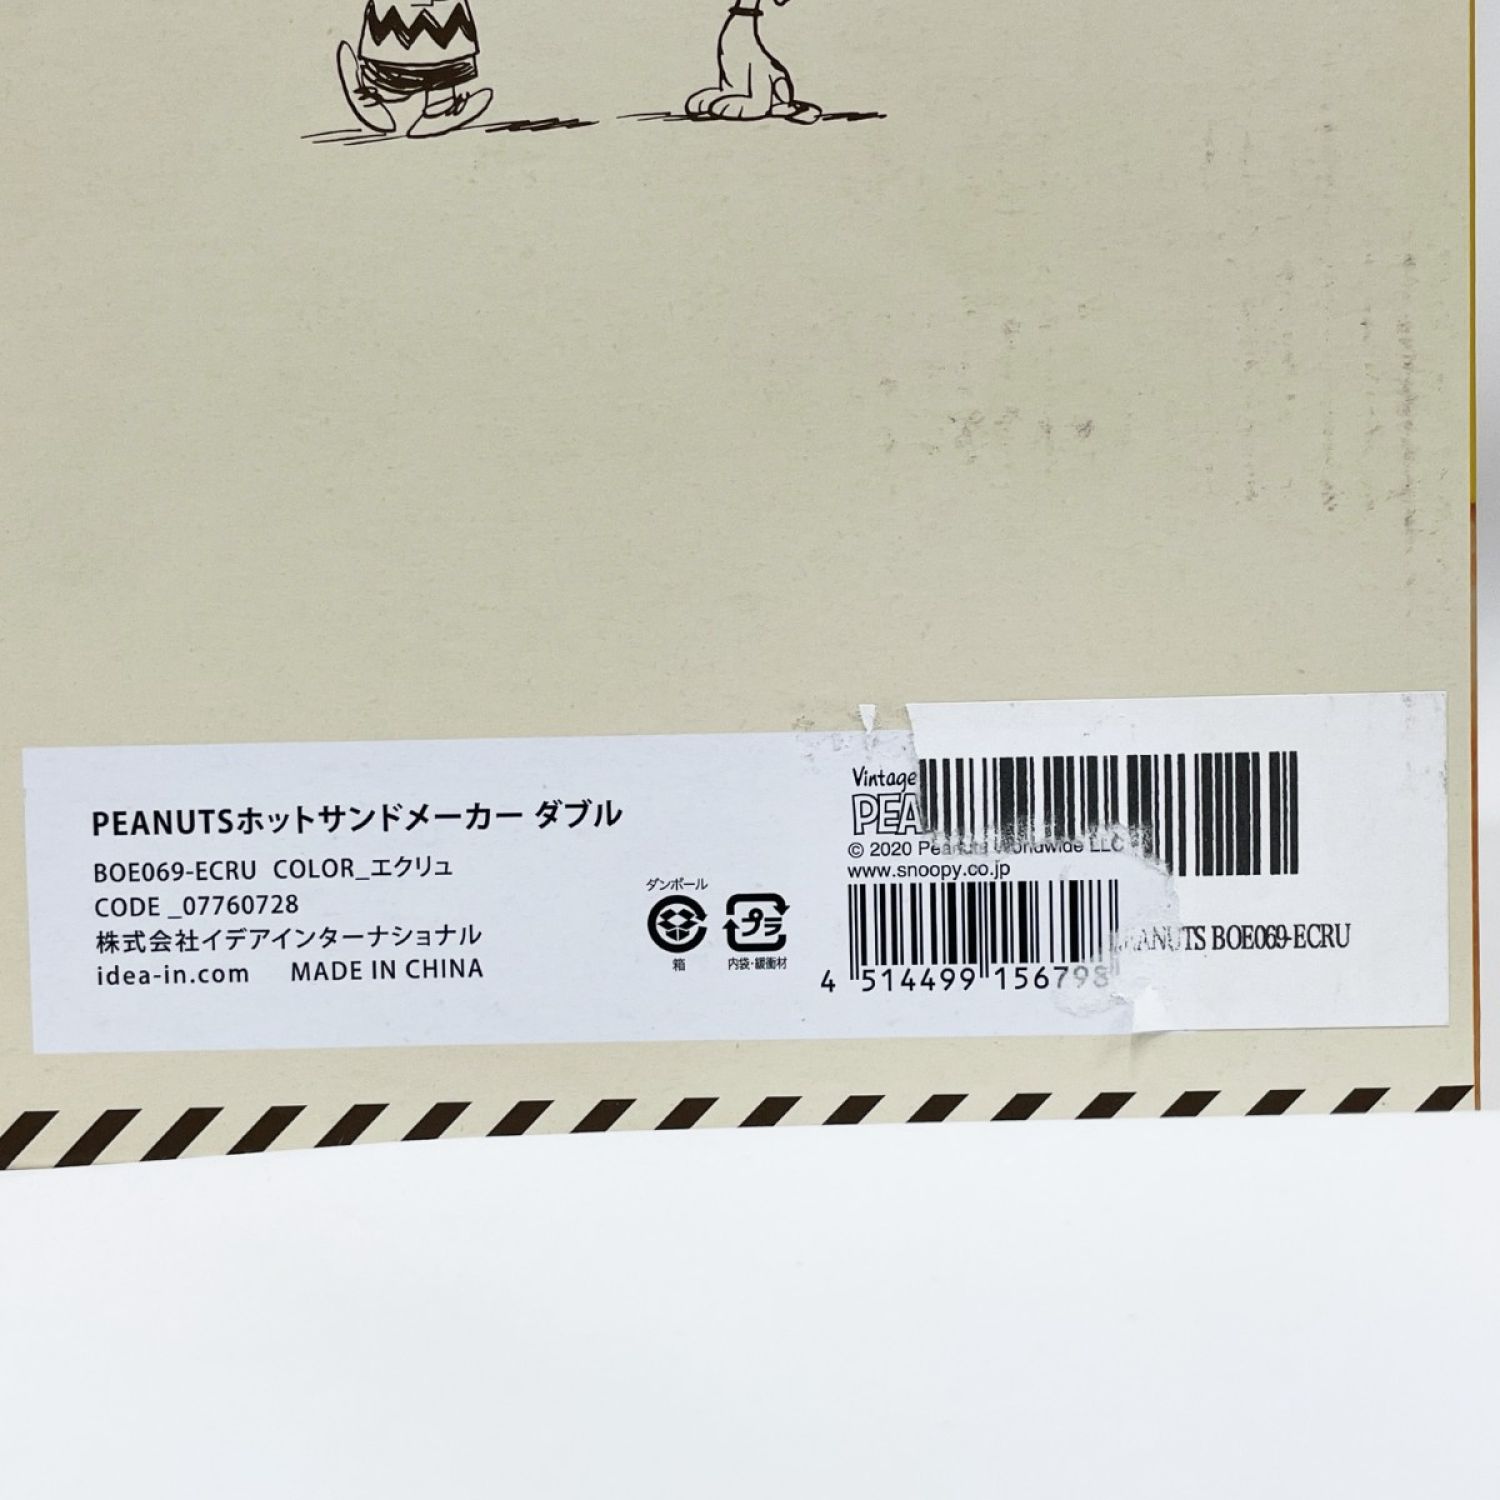 PEANUTSホットサンドメーカー ダブル
BOE069-ECRU COLOR_エクリュ
CODE _07760728
株式会社イデアインターナショナル
idea-in.com MADE IN CHINA
ダンボール
箱
プラ
内袋・緩衝材
Vintage
PEA
© 2020 Peanuts Worldwide LLC
www.snoopy.co.jp
4 514499 156798
PEANUTS BOE069-ECRU